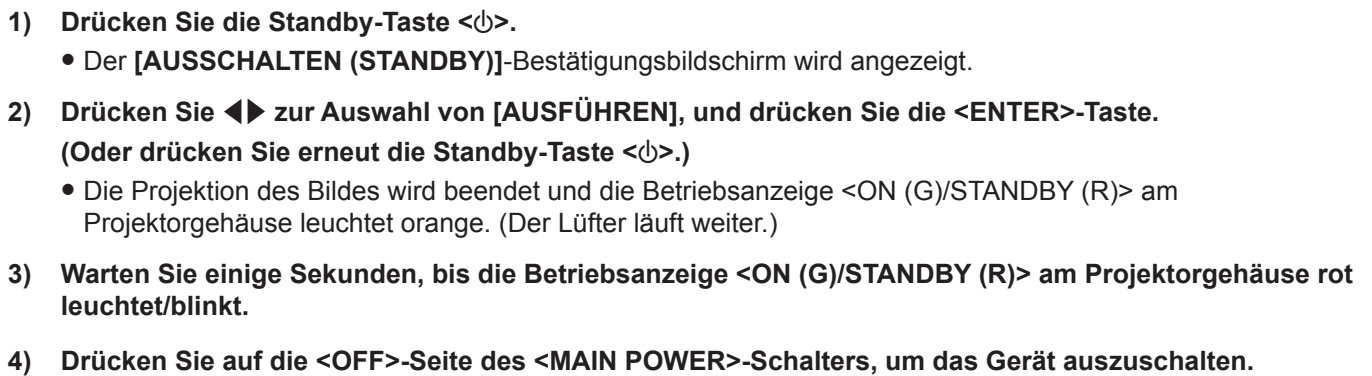 1) Drücken Sie die Standby-Taste <⏻>.
● Der [AUSSCHALTEN (STANDBY)]-Bestätigungsbildschirm wird angezeigt.
2) Drücken Sie ◀▶ zur Auswahl von [AUSFÜHREN], und drücken Sie die <ENTER>-Taste.
(Oder drücken Sie erneut die Standby-Taste <⏻>.)
● Die Projektion des Bildes wird beendet und die Betriebsanzeige <ON (G)/STANDBY (R)> am
Projektorgehäuse leuchtet orange. (Der Lüfter läuft weiter.)
3) Warten Sie einige Sekunden, bis die Betriebsanzeige <ON (G)/STANDBY (R)> am Projektorgehäuse rot
leuchtet/blinkt.
4) Drücken Sie auf die <OFF>-Seite des <MAIN POWER>-Schalters, um das Gerät auszuschalten.